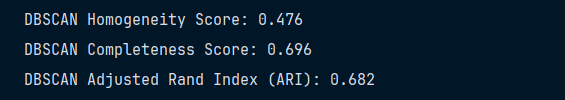 DBSCAN Homogeneity Score: 0.476
DBSCAN Completeness Score: 0.696
DBSCAN Adjusted Rand Index (ARI): 0.682